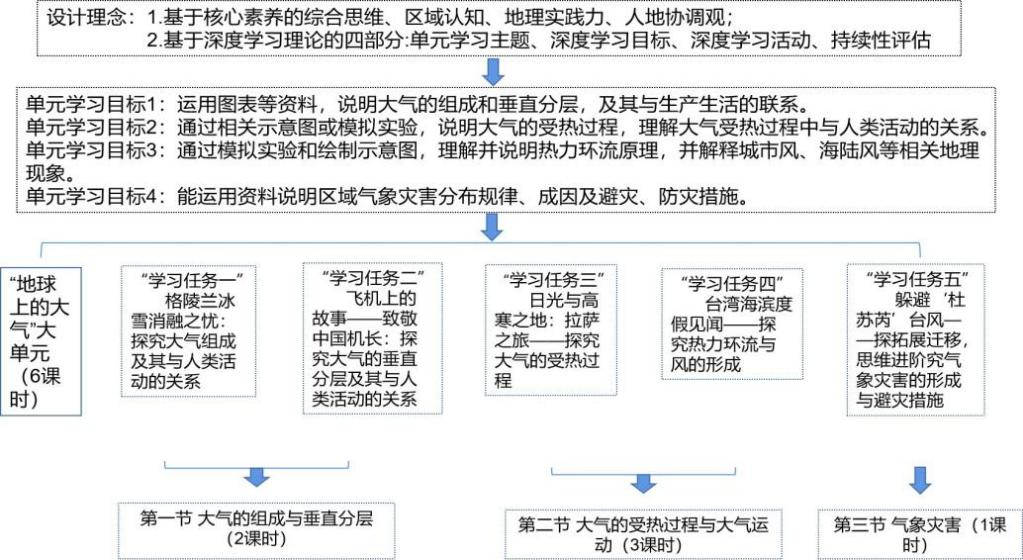 设计理念：1.基于核心素养的综合思维、区域认知、地理实践力、人地协调观；
2.基于深度学习理论的四部分:单元学习主题、深度学习目标、深度学习活动、持续性评估
单元学习目标1：运用图表等资料，说明大气的组成和垂直分层，及其与生产生活的联系。
单元学习目标2：通过相关示意图或模拟实验，说明大气的受热过程，理解大气受热过程中与人类活动的关系。
单元学习目标3：通过模拟实验和绘制示意图，理解并说明热力环流原理，并解释城市风、海陆风等相关地理
现象。
单元学习目标4：能运用资料说明区域气象灾害分布规律、成因及避灾、防灾措施。
“地球
上的大
气”大
单元
（6课
时）
“学习任务一”
格陵兰冰
雪消融之忧：
探究大气组成
及其与人类活
动的关系
“学习任务二”
飞机上的
故事——致敬
中国机长：探
究大气的垂直
分层及其与人
类活动的关系
“学习任务三”
日光与高
寒之地：拉萨
之旅——探究
大气的受热过
程
“学习任务四”
台湾海滨度
假见闻——探
究热力环流与
风的形成
“学习任务五”
躲避‘杜
苏芮’台风—
—探拓展迁移，
思维进阶究气
象灾害的形成
与避灾措施
第一节 大气的组成与垂直分层
（2课时）
第二节 大气的受热过程与大气运
动（3课时）
第三节 气象灾害（1课
时）